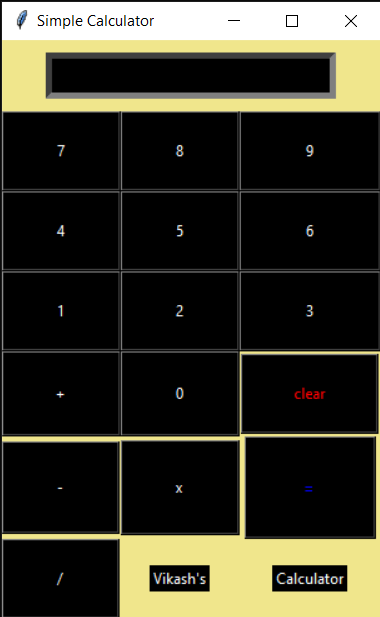 Simple Calculator
7 8 9
4 5 6
1 2 3
+ 0 clear
- x =
/ Vikash's Calculator